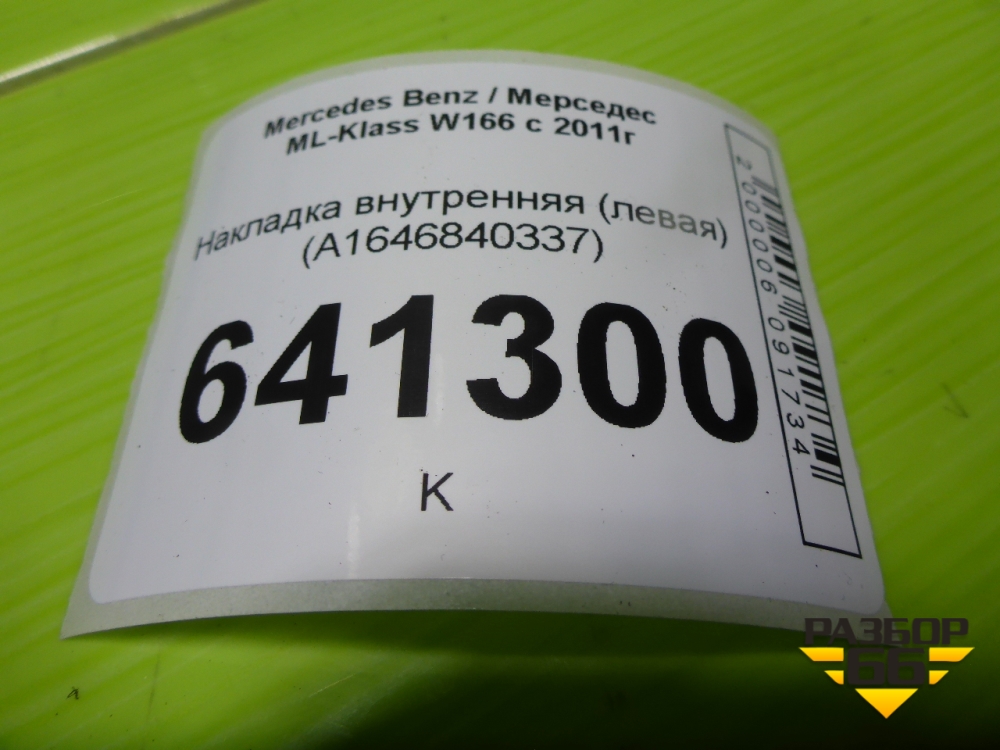 Mercedes Benz / Мерседес
ML-Klass W166 с 2011г
Накладка внутренняя (левая)
(A1646840337)
641300
К
2000006091734
РАЗБОР
66